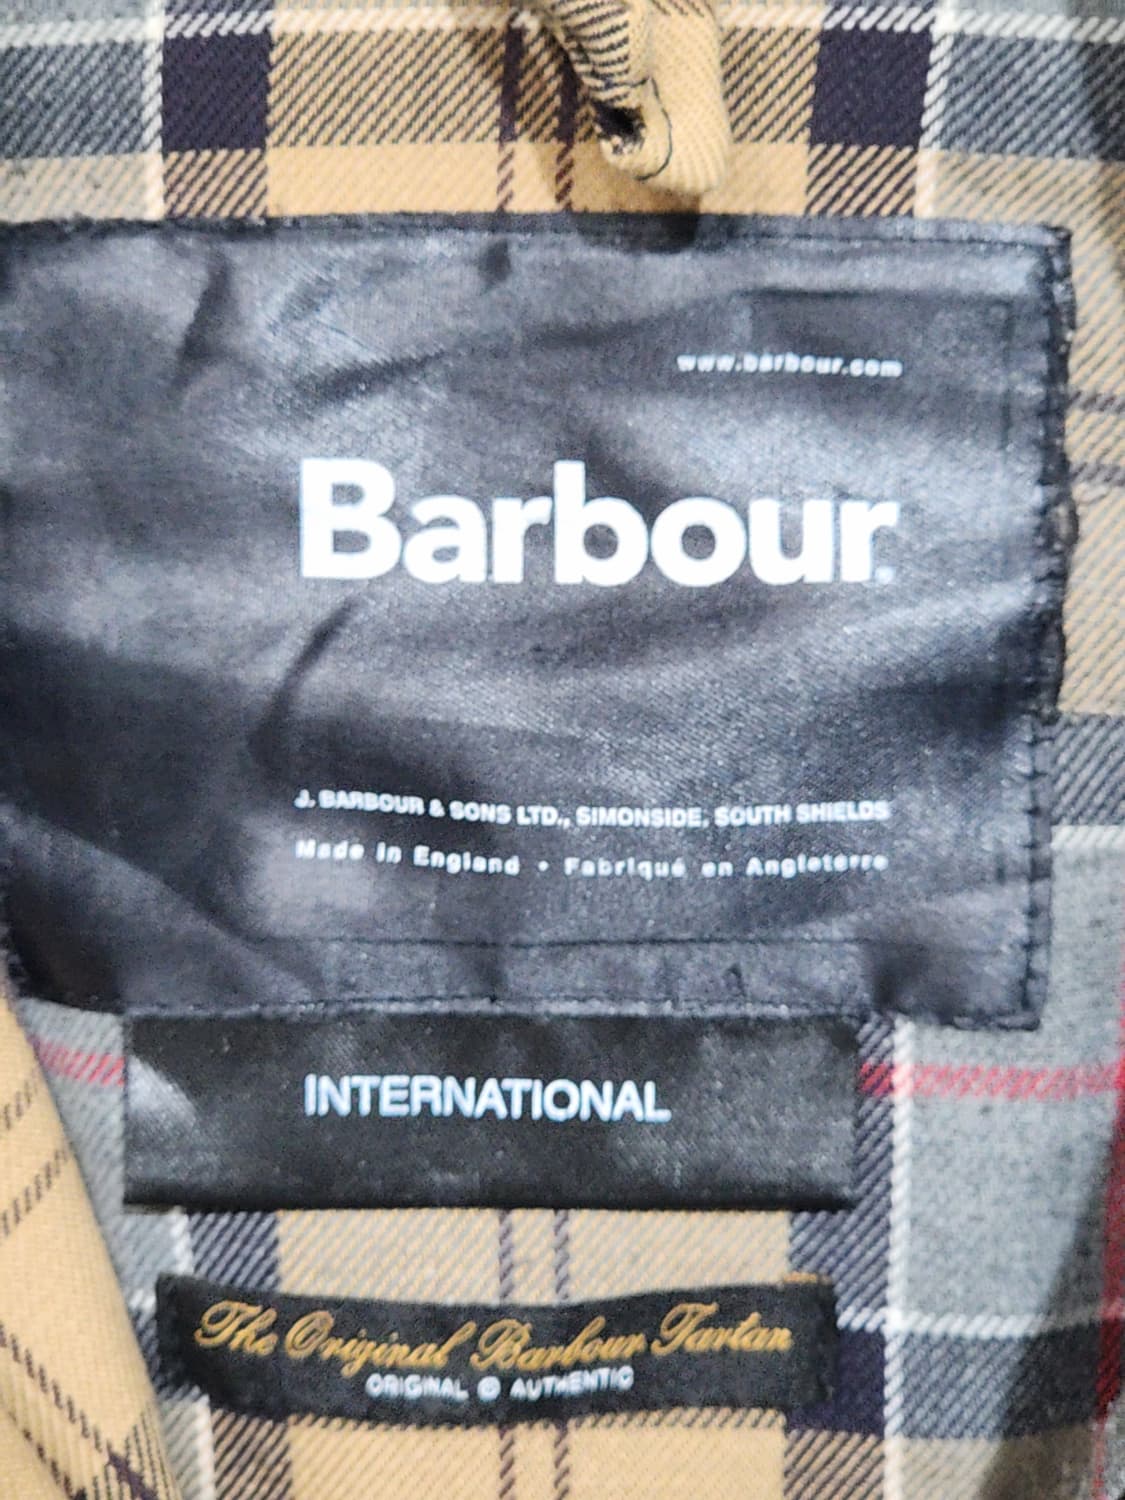 www.barbour.com
Barbour.
J. BARBOUR & SONS LTD., SIMONSIDE, SOUTH SHIELDS
Made in England • Fabriqué en Angleterre
INTERNATIONAL
The Original Barbour Tartan
ORIGINAL © AUTHENTIC